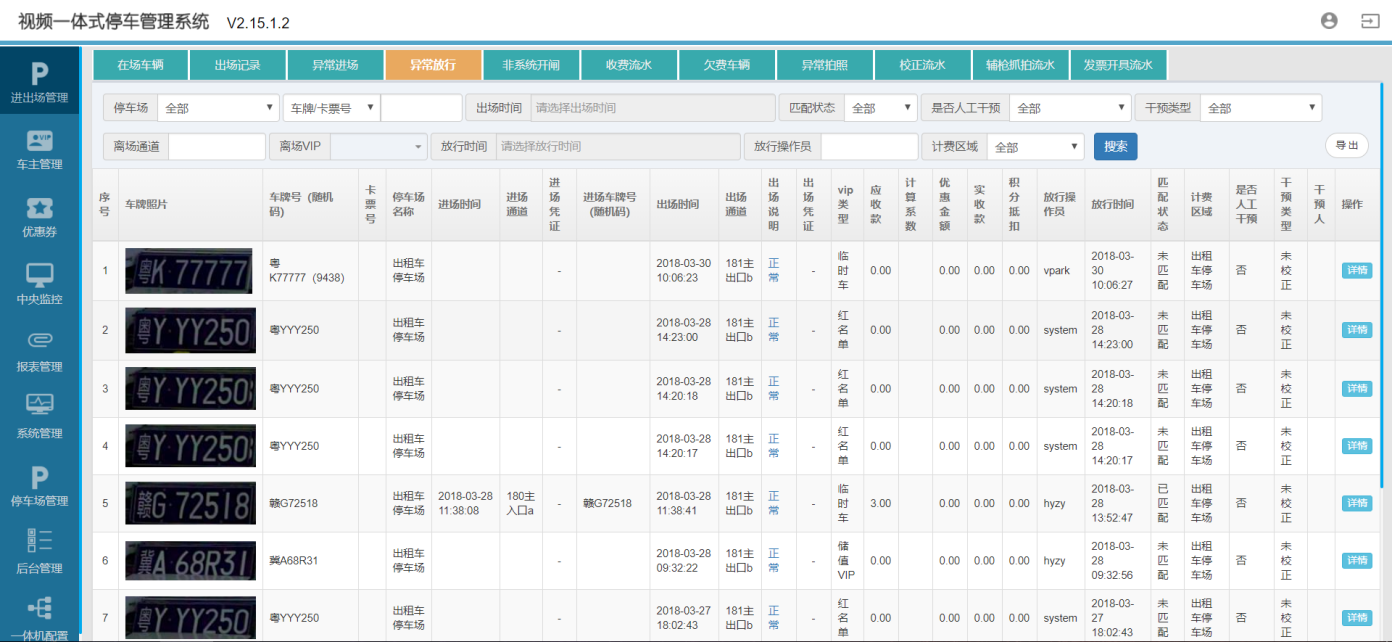 视频一体式停车管理系统 V2.15.1.2
P
进出场管理
VIP
车主管理
优惠券
中央监控
报表管理
系统管理
P
停车场管理
后台管理
一体机配置
在场车辆 出场记录 异常进场 异常放行 非系统开闸 收费流水 欠费车辆 异常拍照 校正流水 辅枪抓拍流水 发票开具流水
停车场 全部 车牌/卡票号 出场时间 请选择出场时间 匹配状态 全部 是否人工干预 全部 干预类型 全部
离场通道 离场VIP 放行时间 请选择放行时间 放行操作员 计费区域 全部 搜索 导出
序号 车牌照片 车牌号（随机码） 卡票号 停车场名称 进场时间 进场通道 进场凭证 进场车牌号（随机码） 出场时间 出场通道 出场说明 出场凭证 vip类型 应收款 计算系数 优惠金额 实收款 积分抵扣 放行操作员 放行时间 匹配状态 计费区域 是否人工干预 干预类型 干预人 操作
1 粤K·77777 粤K77777（9438） 出租车停车场 - 2018-03-30 10:06:23 181主出口b 正常 - 临时车 0.00 0.00 0.00 0.00 vpark 2018-03-30 10:06:27 未匹配 出租车停车场 否 未校正 详情
2 粤Y·YY250 粤YYY250 出租车停车场 - 2018-03-28 14:23:00 181主出口b 正常 - 红名单 0.00 0.00 0.00 0.00 system 2018-03-28 14:23:00 未匹配 出租车停车场 否 未校正 详情
3 粤Y·YY250 粤YYY250 出租车停车场 - 2018-03-28 14:20:18 181主出口b 正常 - 红名单 0.00 0.00 0.00 0.00 system 2018-03-28 14:20:18 未匹配 出租车停车场 否 未校正 详情
4 粤Y·YY250 粤YYY250 出租车停车场 - 2018-03-28 14:20:17 181主出口b 正常 - 红名单 0.00 0.00 0.00 0.00 system 2018-03-28 14:20:17 未匹配 出租车停车场 否 未校正 详情
5 赣G·72518 赣G72518 出租车停车场 2018-03-28 11:38:08 180主入口a - 赣G72518 2018-03-28 11:38:41 181主出口b 正常 - 临时车 3.00 0.00 0.00 0.00 hyzy 2018-03-28 13:52:47 已匹配 出租车停车场 否 未校正 详情
6 冀A·68R31 冀A68R31 出租车停车场 - 2018-03-28 09:32:22 181主出口b 正常 - 储值VIP 0.00 0.00 0.00 0.00 hyzy 2018-03-28 09:32:56 未匹配 出租车停车场 否 未校正 详情
7 粤Y·YY250 粤YYY250 出租车停车场 - 2018-03-27 18:02:43 181主出口b 正常 - 红名单 0.00 0.00 0.00 0.00 system 2018-03-27 18:02:43 未匹配 出租车停车场 否 未校正 详情